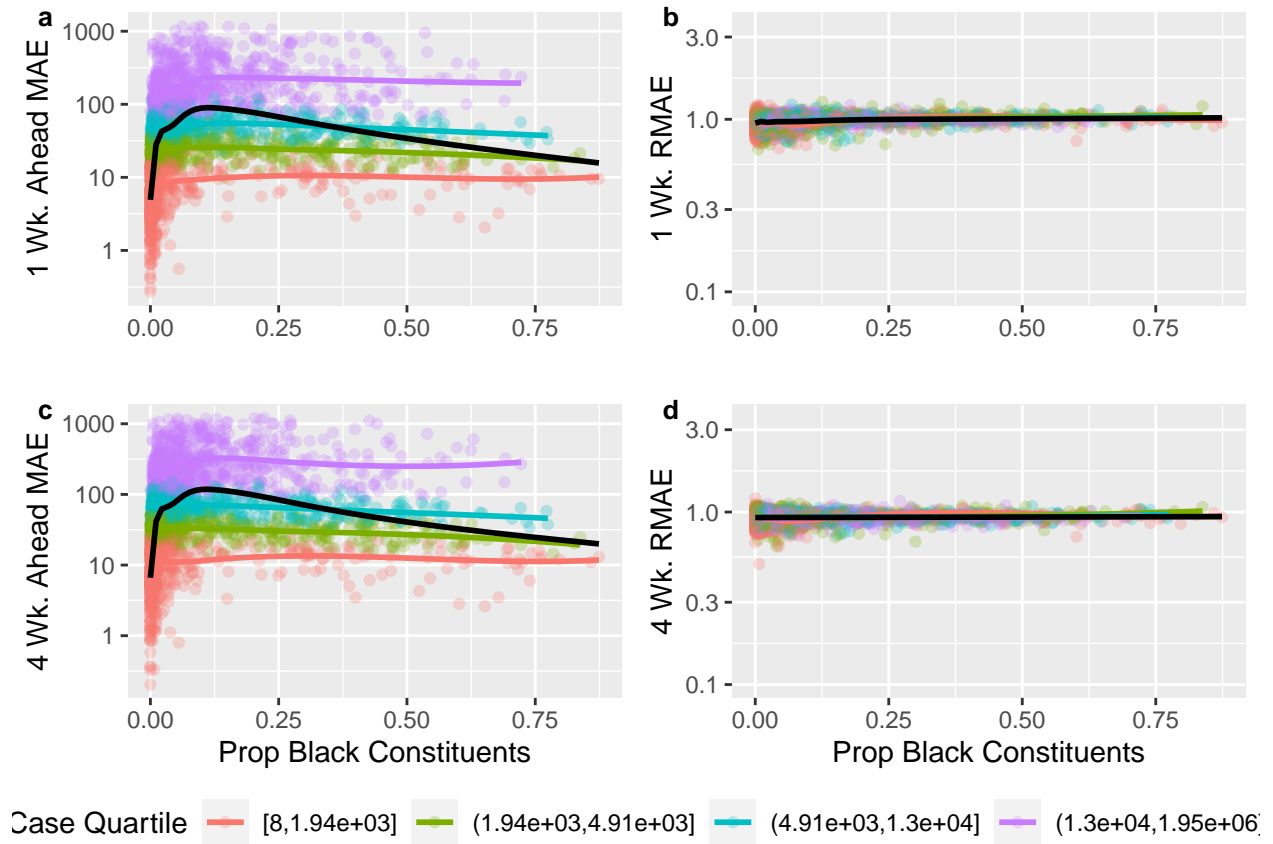 a
1 Wk. Ahead MAE
1000
100
10
1
0.00 0.25 0.50 0.75
b
1 Wk. RMAE
3.0
1.0
0.3
0.1
0.00 0.25 0.50 0.75
c
4 Wk. Ahead MAE
1000
100
10
1
0.00 0.25 0.50 0.75
Prop Black Constituents
d
4 Wk. RMAE
3.0
1.0
0.3
0.1
0.00 0.25 0.50 0.75
Prop Black Constituents
Case Quartile [8,1.94e+03] (1.94e+03,4.91e+03] (4.91e+03,1.3e+04] (1.3e+04,1.95e+06]